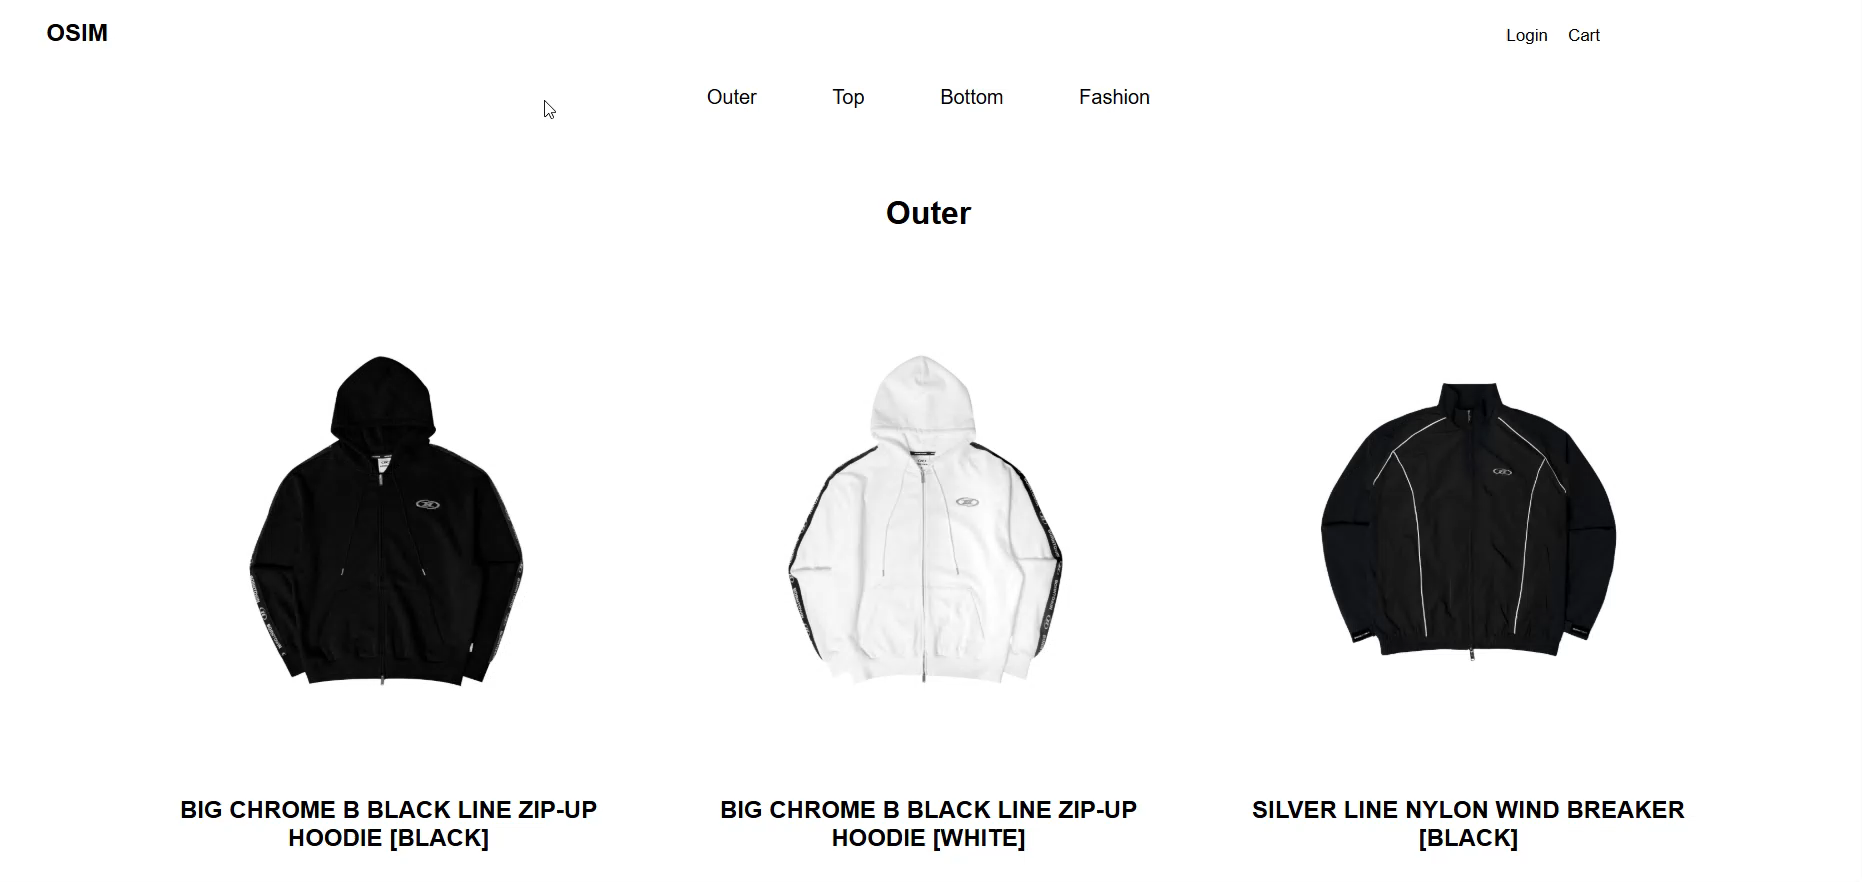 OSIM
Login Cart
Outer Top Bottom Fashion
Outer
BIG CHROME B BLACK LINE ZIP-UP
HOODIE [BLACK]
BIG CHROME B BLACK LINE ZIP-UP
HOODIE [WHITE]
SILVER LINE NYLON WIND BREAKER
[BLACK]